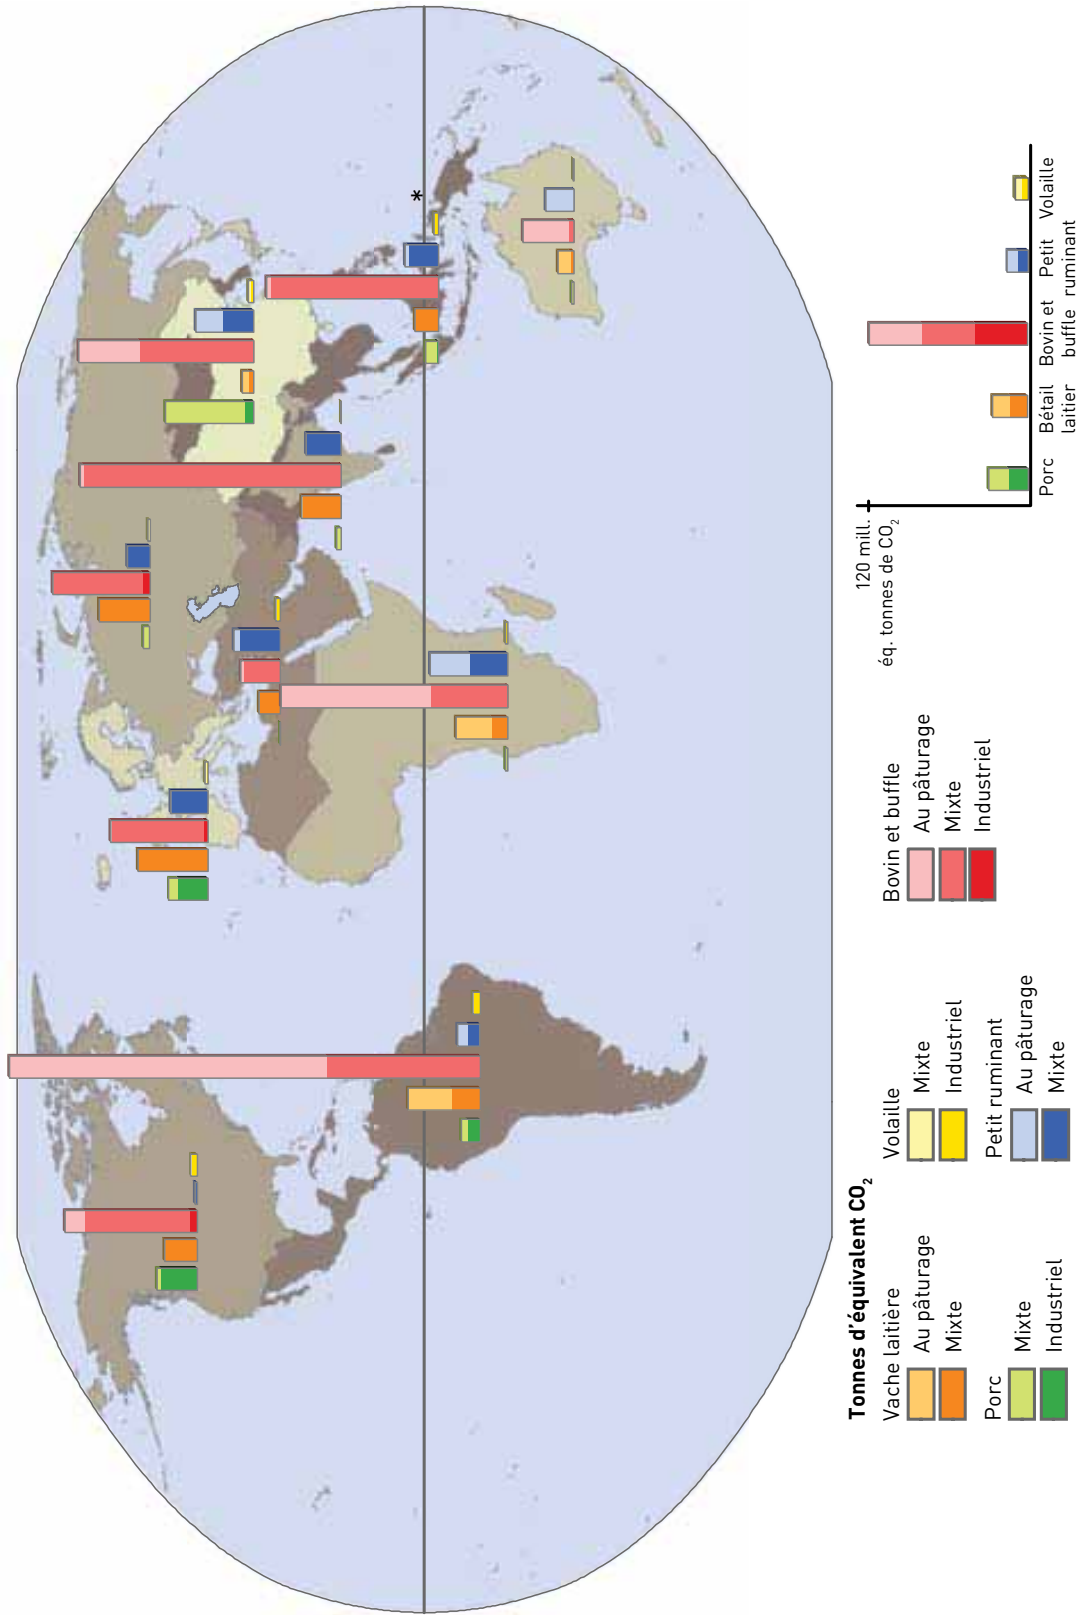 *
Tonnes d'équivalent CO₂
Vache laitière
Au pâturage
Mixte
Porc
Mixte
Industriel
Volaille
Mixte
Industriel
Petit ruminant
Au pâturage
Mixte
Bovin et buffle
Au pâturage
Mixte
Industriel
120 mill.
éq. tonnes de CO₂
Porc
Bétail
laitier
Bovin et
buffle
Petit
ruminant
Volaille